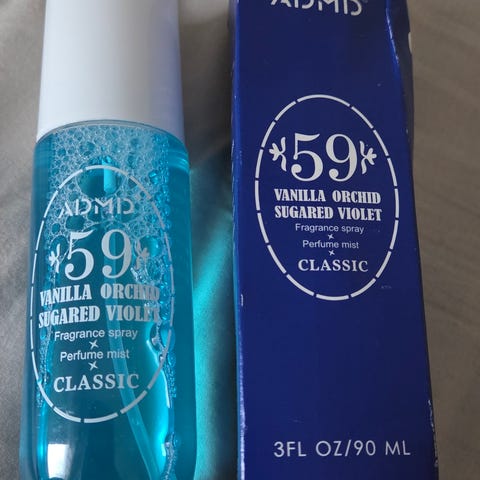 ADMD
59
VANILLA ORCHID
SUGARED VIOLET
Fragrance spray
Perfume mist
CLASSIC
ADMD
59
VANILLA ORCHID
SUGARED VIOLET
Fragrance spray
Perfume mist
CLASSIC
3FL OZ/90 ML